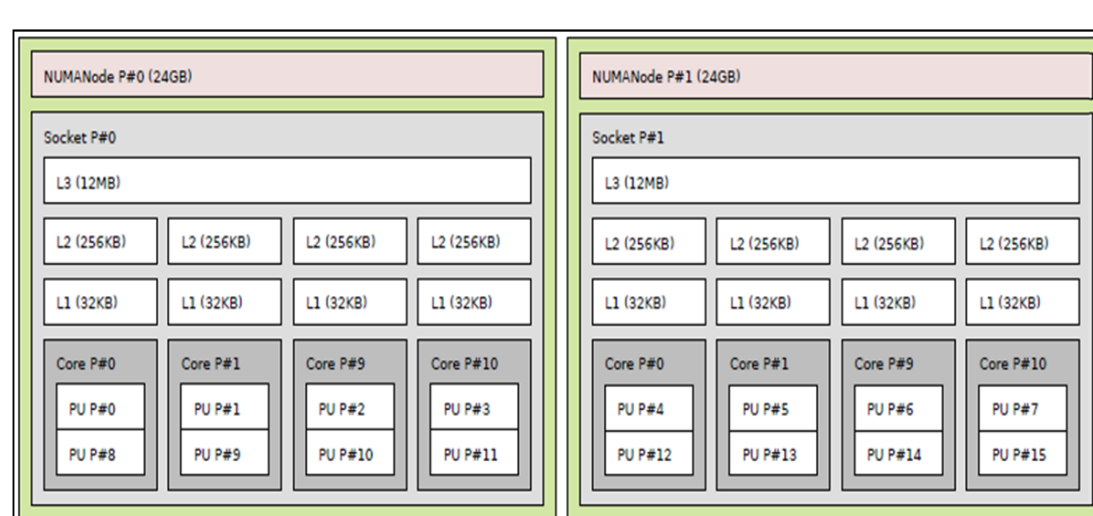 NUMANode P#0 (24GB)
Socket P#0
L3 (12MB)
L2 (256KB) L2 (256KB) L2 (256KB) L2 (256KB)
L1 (32KB) L1 (32KB) L1 (32KB) L1 (32KB)
Core P#0 Core P#1 Core P#9 Core P#10
PU P#0 PU P#1 PU P#2 PU P#3
PU P#8 PU P#9 PU P#10 PU P#11
NUMANode P#1 (24GB)
Socket P#1
L3 (12MB)
L2 (256KB) L2 (256KB) L2 (256KB) L2 (256KB)
L1 (32KB) L1 (32KB) L1 (32KB) L1 (32KB)
Core P#0 Core P#1 Core P#9 Core P#10
PU P#4 PU P#5 PU P#6 PU P#7
PU P#12 PU P#13 PU P#14 PU P#15